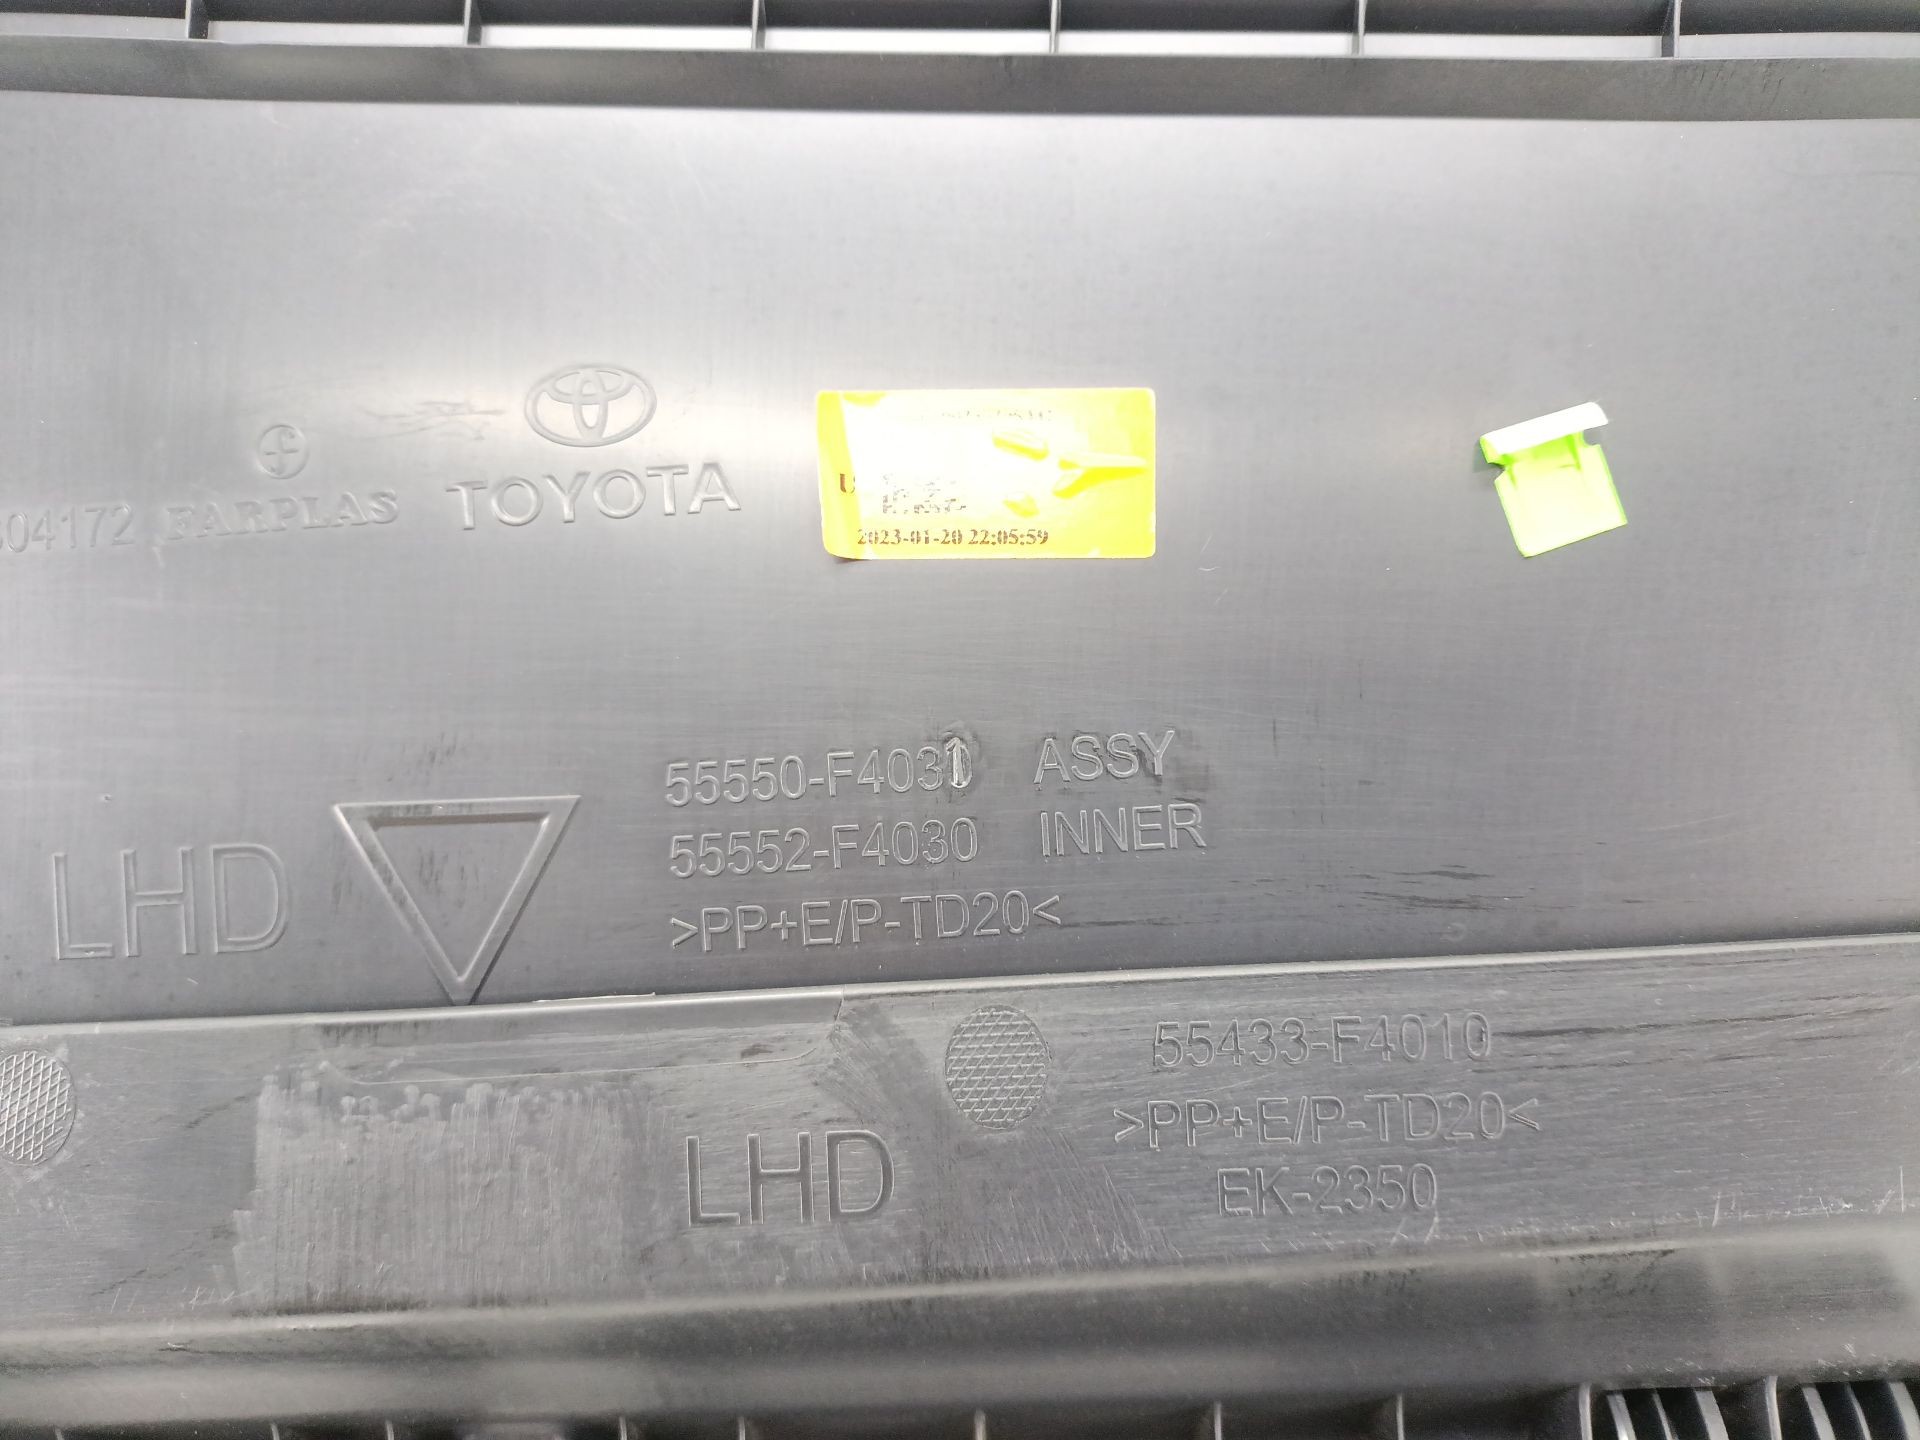 504172 FARPLAS TOYOTA
2023-01-20 22:05:59
55550-F4031 ASSY
55552-F4030 INNER
>PP+E/P-TD20<
LHD
55433-F4010
>PP+E/P-TD20<
EK-2350
LHD